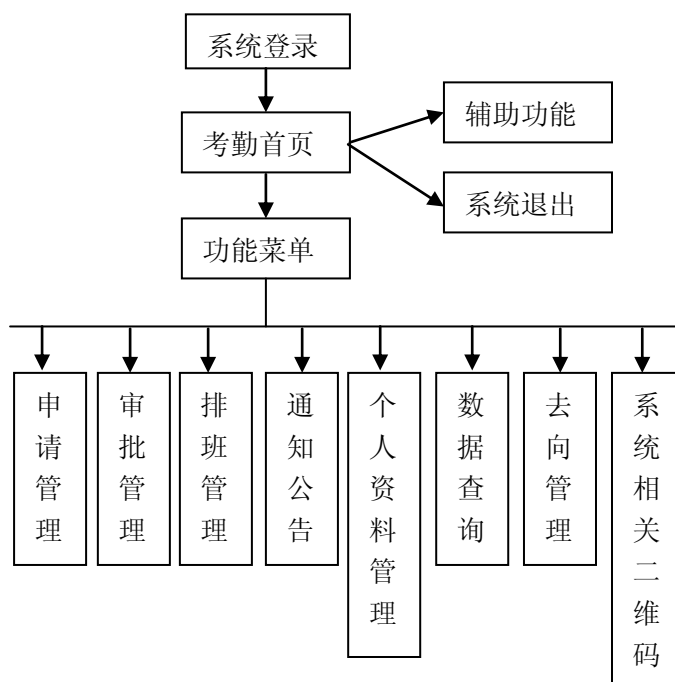 系统登录
考勤首页
辅助功能
系统退出
功能菜单
申请管理
审批管理
排班管理
通知公告
个人资料管理
数据查询
去向管理
系统相关二维码